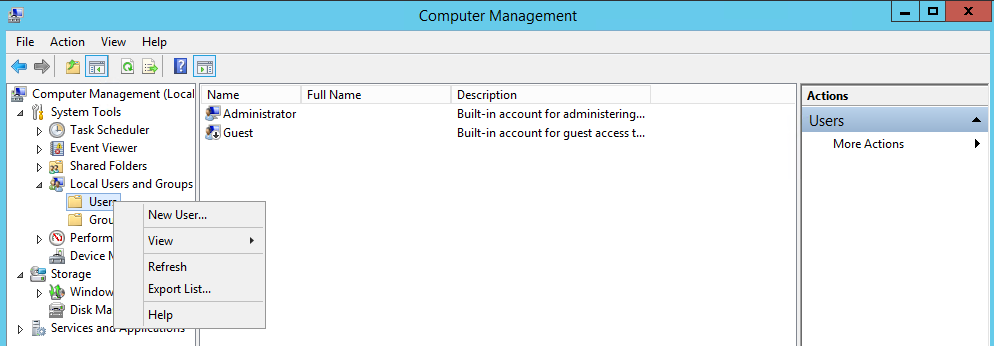 Computer Management
File Action View Help
Computer Management (Local
System Tools
Task Scheduler
Event Viewer
Shared Folders
Local Users and Groups
Users
Grou
Perform
Device M
Storage
Window
Disk Ma
Services and Applications
New User...
View
Refresh
Export List...
Help
Name Full Name Description
Administrator Built-in account for administering...
Guest Built-in account for guest access t...
Actions
Users
More Actions